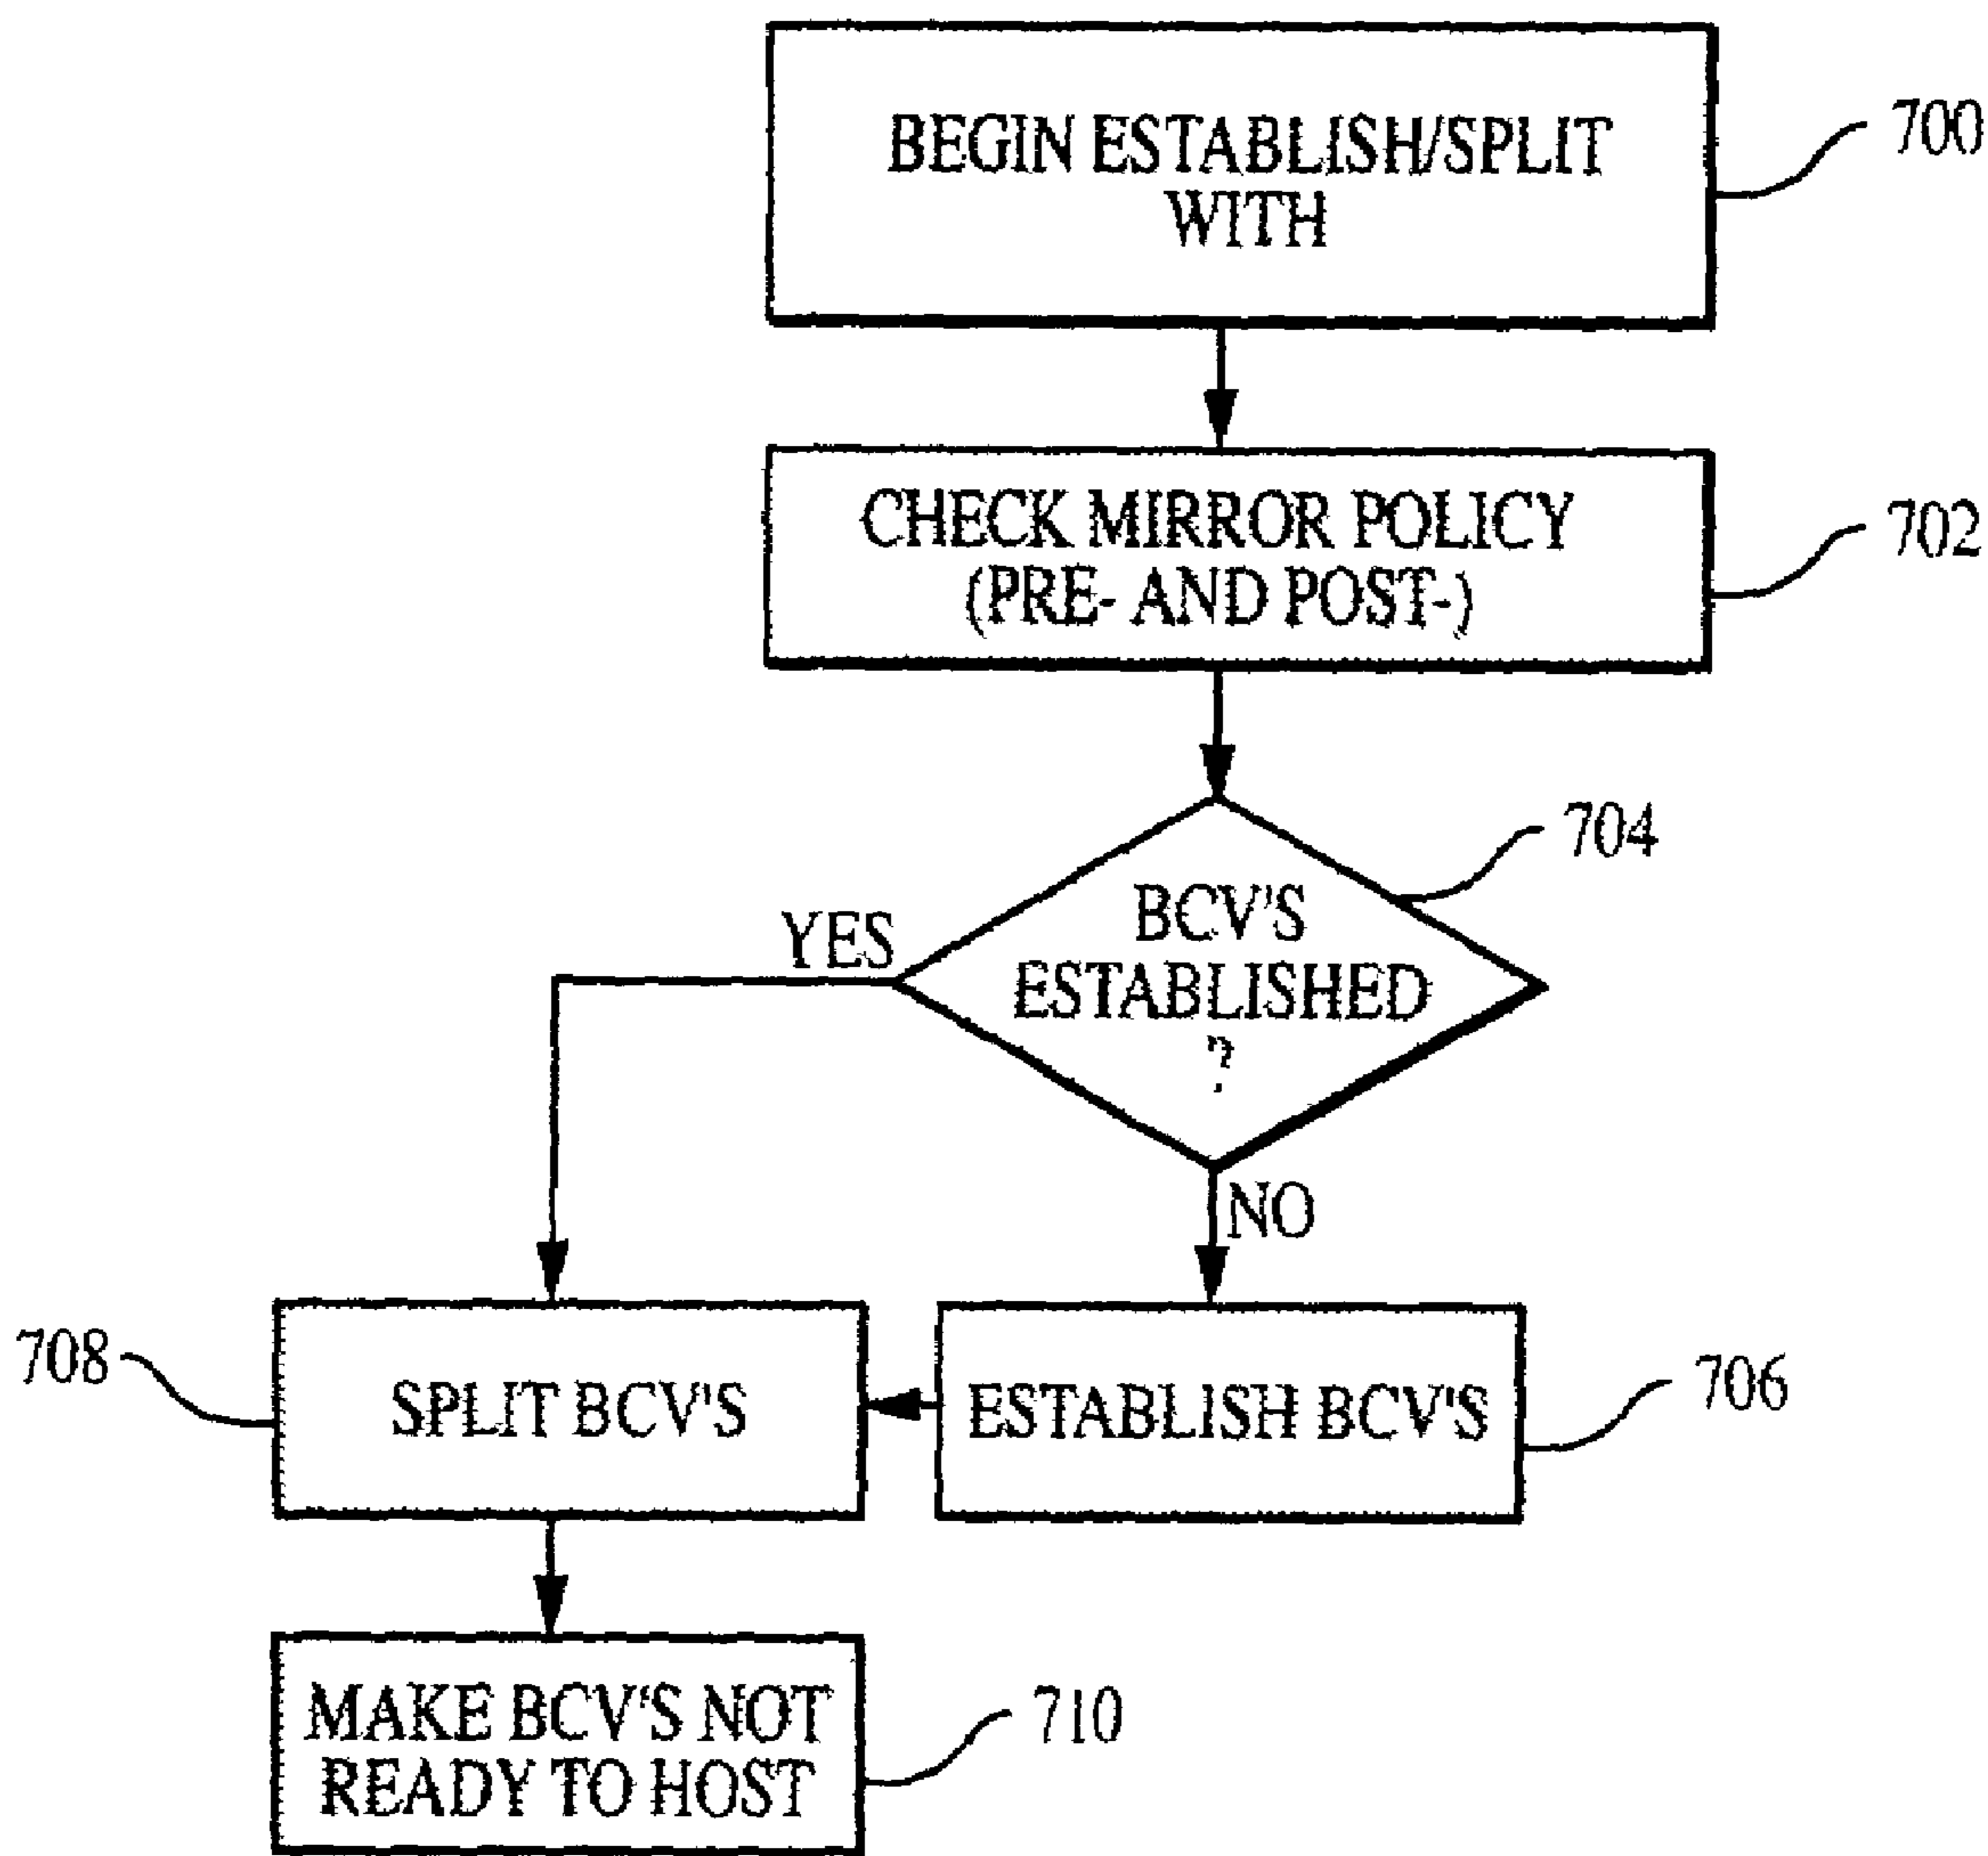 BEGIN ESTABLISH/SPLIT
WITH
700
CHECK MIRROR POLICY
(PRE- AND POST-)
702
704
BCV'S
ESTABLISHED
?
YES
NO
708
SPLIT BCV'S
ESTABLISH BCV'S
706
MAKE BCV'S NOT
READY TO HOST
710